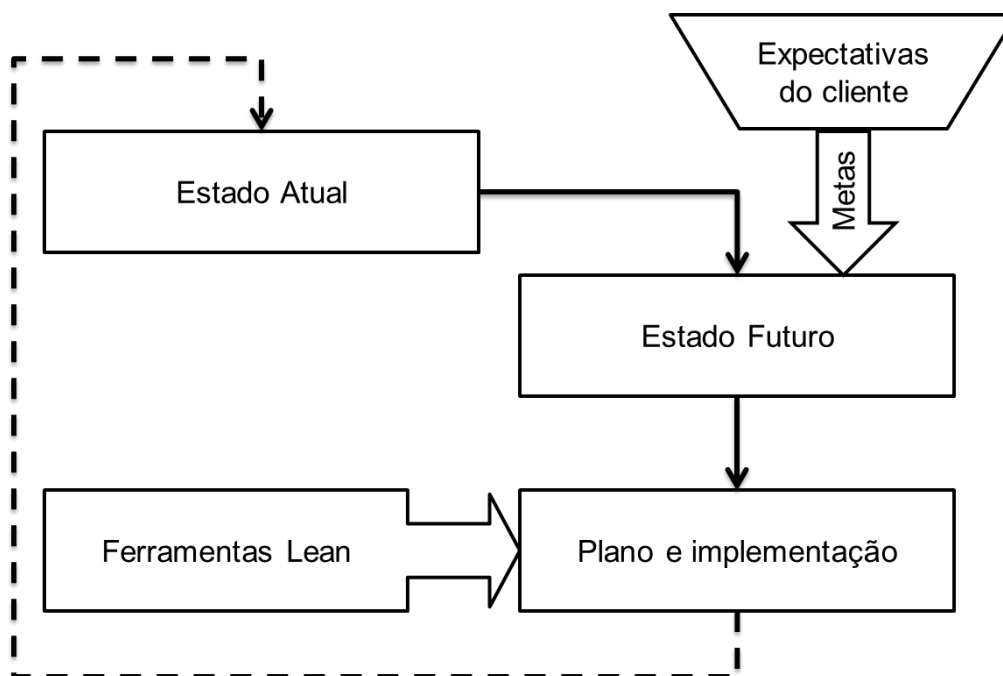 Expectativas
do cliente
Metas
Estado Atual
Estado Futuro
Ferramentas Lean
Plano e implementação